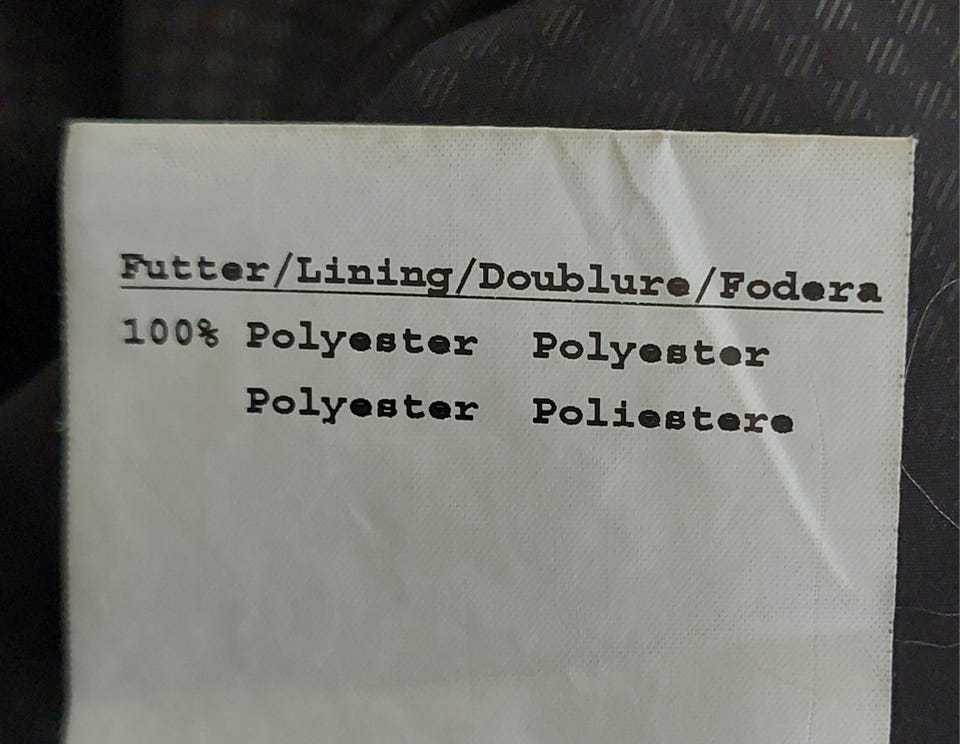 Futter/Lining/Doublure/Fodera
100% Polyester Polyester
Polyester Poliestere